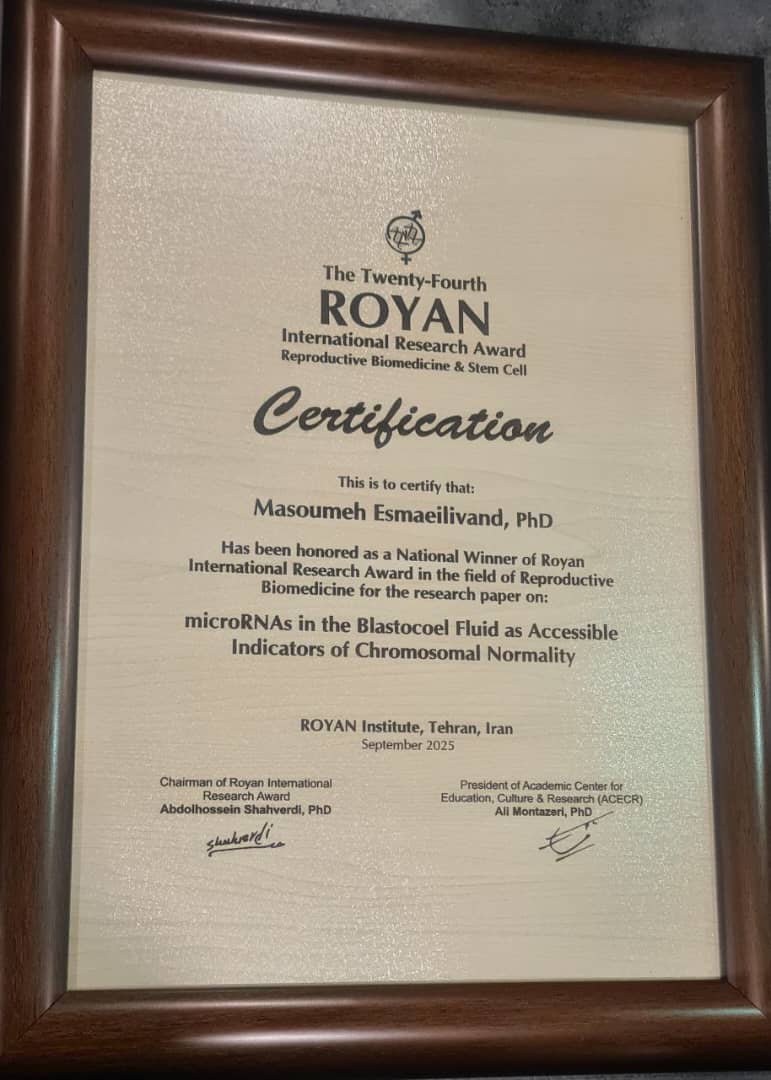 The Twenty-Fourth
ROYAN
International Research Award
Reproductive Biomedicine & Stem Cell
Certification
This is to certify that:
Masoumeh Esmaeilivand, PhD
Has been honored as a National Winner of Royan
International Research Award in the field of Reproductive
Biomedicine for the research paper on:
microRNAs in the Blastocoel Fluid as Accessible
Indicators of Chromosomal Normality
ROYAN Institute, Tehran, Iran
September 2025
Chairman of Royan International
Research Award
Abdolhossein Shahverdi, PhD
shahverdi
President of Academic Center for
Education, Culture & Research (ACECR)
Ali Montazeri, PhD